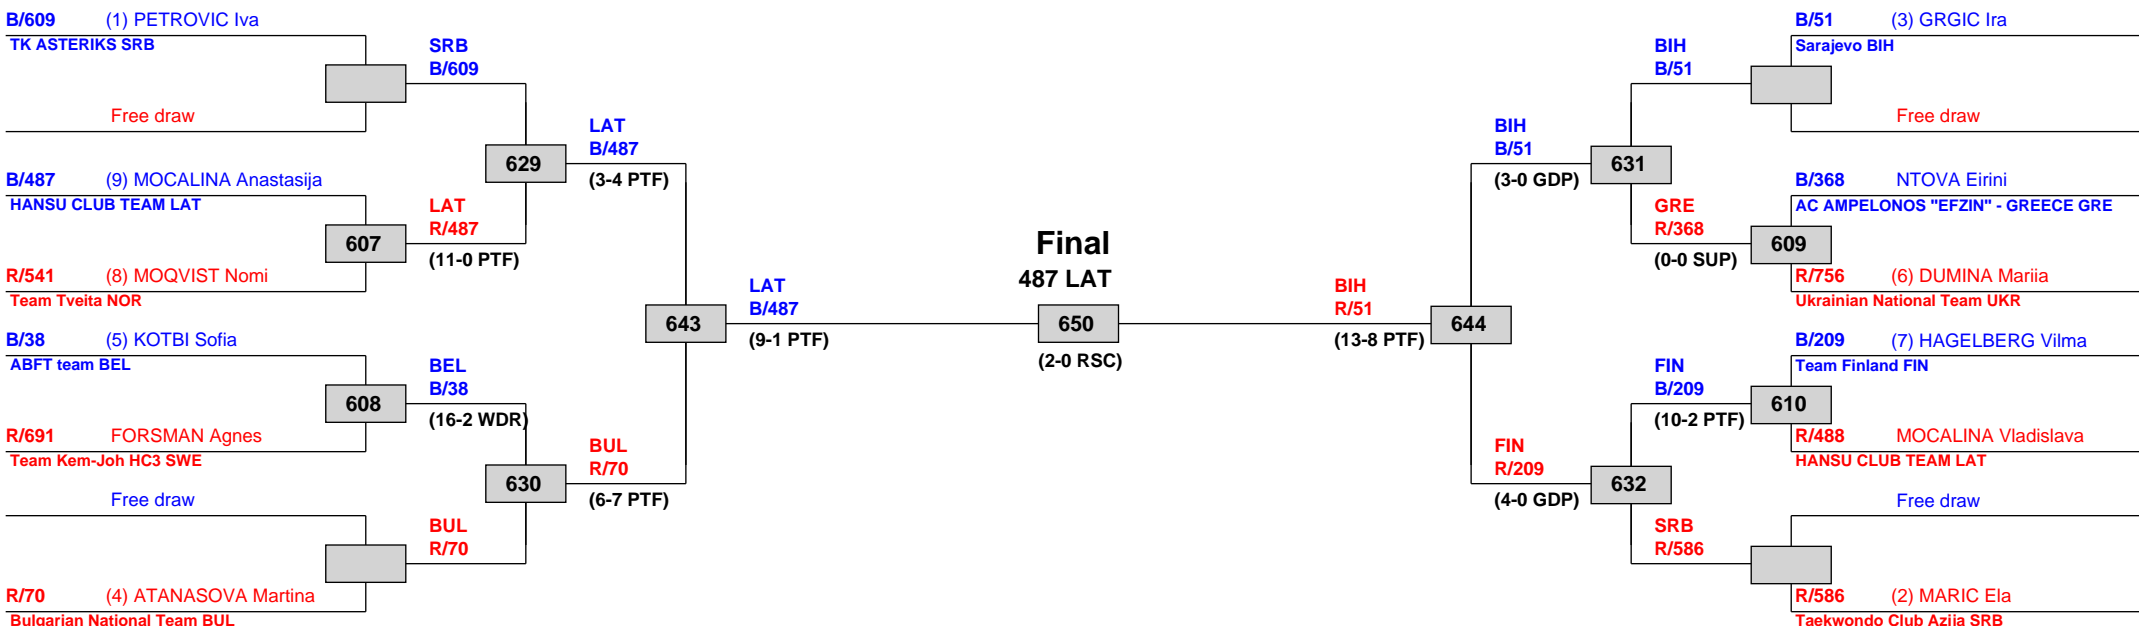 B/609 (1) PETROVIC Iva
TK ASTERIKS SRB
Free draw
B/487 (9) MOCALINA Anastasija
HANSU CLUB TEAM LAT
R/541 (8) MOQVIST Nomi
Team Tveita NOR
B/38 (5) KOTBI Sofia
ABFT team BEL
R/691 FORSMAN Agnes
Team Kem-Joh HC3 SWE
Free draw
R/70 (4) ATANASOVA Martina
Bulgarian National Team BUL
607
608
SRB
B/609
LAT
R/487
(11-0 PTF)
BEL
B/38
(16-2 WDR)
BUL
R/70
629
630
LAT
B/487
(3-4 PTF)
BUL
R/70
(6-7 PTF)
643
LAT
B/487
(9-1 PTF)
Final
487 LAT
650
(2-0 RSC)
BIH
R/51
(13-8 PTF)
644
BIH
B/51
(3-0 GDP)
FIN
R/209
(4-0 GDP)
631
632
BIH
B/51
GRE
R/368
(0-0 SUP)
FIN
B/209
(10-2 PTF)
SRB
R/586
609
610
B/51 (3) GRGIC Ira
Sarajevo BIH
Free draw
B/368 NTOVA Eirini
AC AMPELONOS "EFZIN" - GREECE GRE
R/756 (6) DUMINA Mariia
Ukrainian National Team UKR
B/209 (7) HAGELBERG Vilma
Team Finland FIN
R/488 MOCALINA Vladislava
HANSU CLUB TEAM LAT
Free draw
R/586 (2) MARIC Ela
Taekwondo Club Aziia SRB